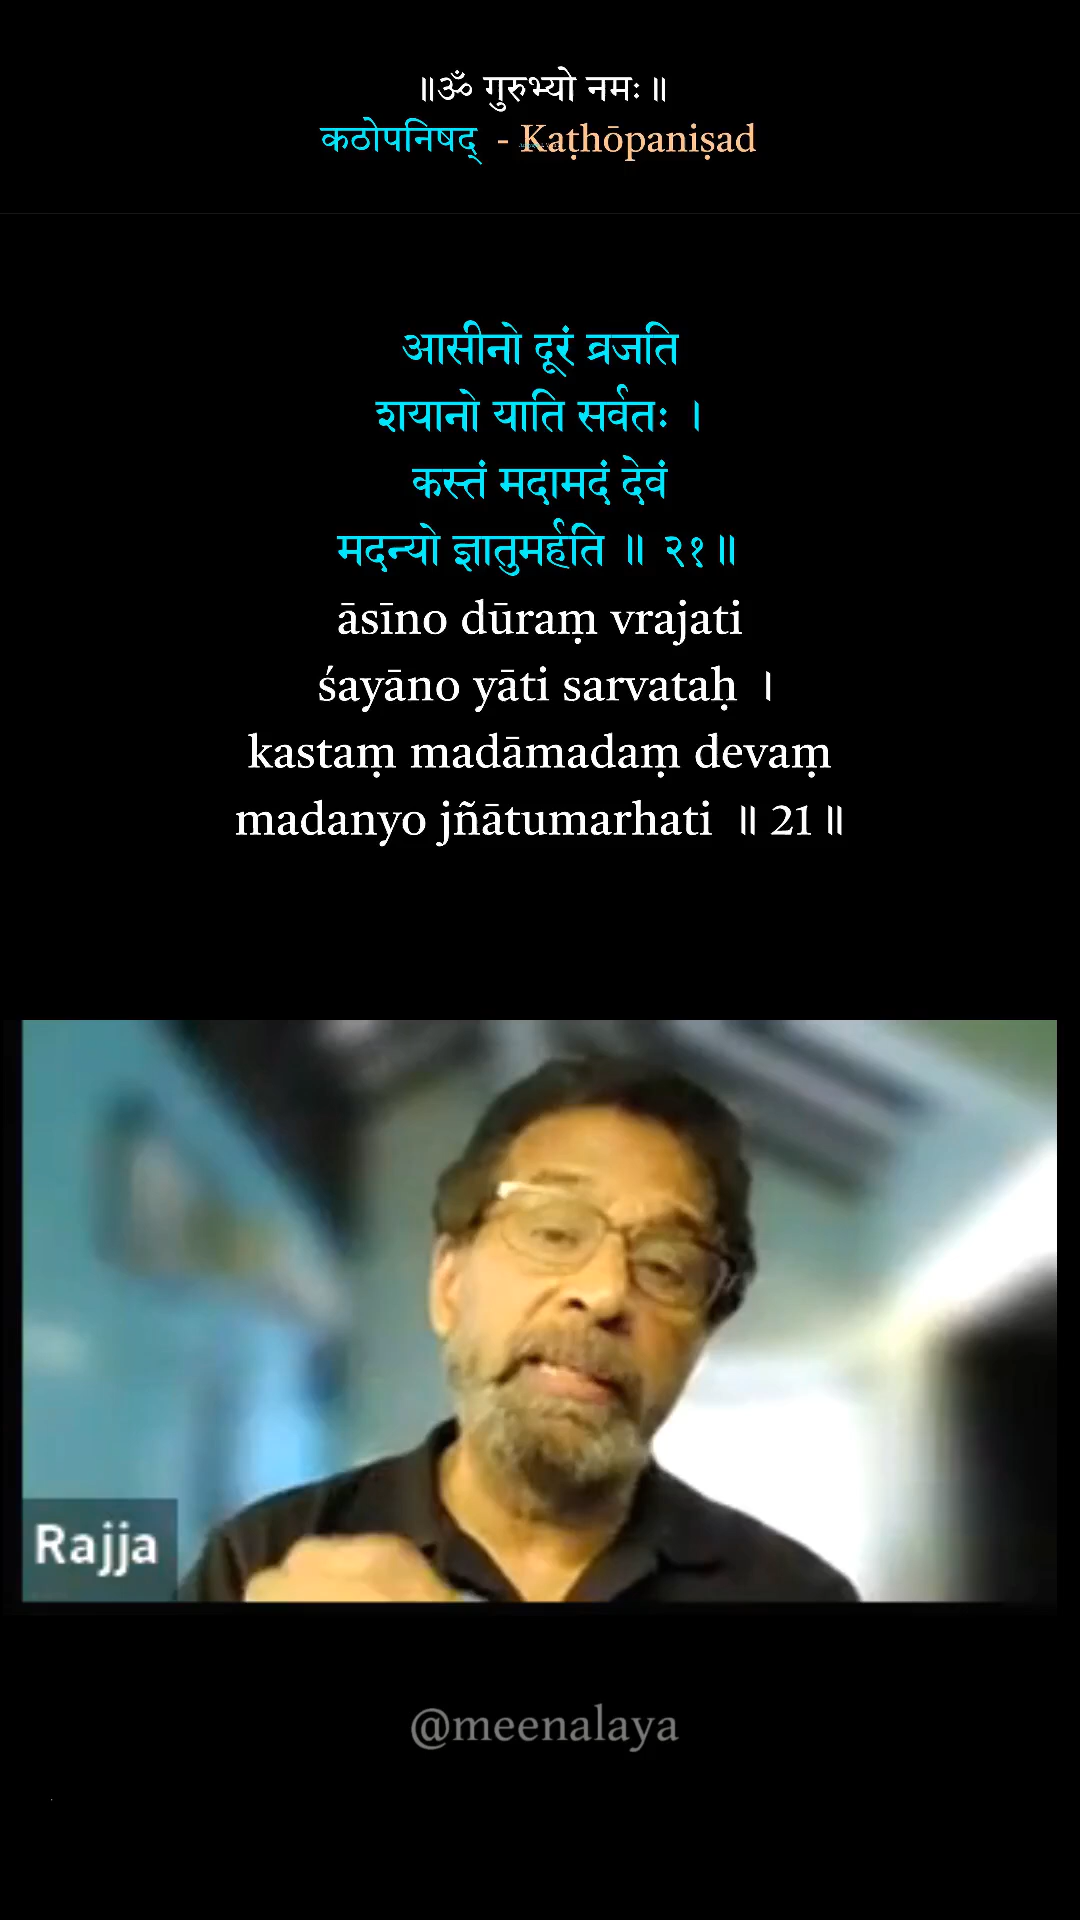 ॥ॐ गुरुभ्यो नमः॥
कठोपनिषद् - Kaṭhōpaniṣad
आसीनो दूरं व्रजति
शयानो याति सर्वतः ।
कस्तं मदामदं देवं
मदन्यो ज्ञातुमर्हति ॥ २१॥
āsīno dūraṃ vrajati
śayāno yāti sarvataḥ ।
kastaṃ madāmadaṃ devaṃ
madanyo jñātumarhati ॥ 21॥
Rajja
@meenalaya